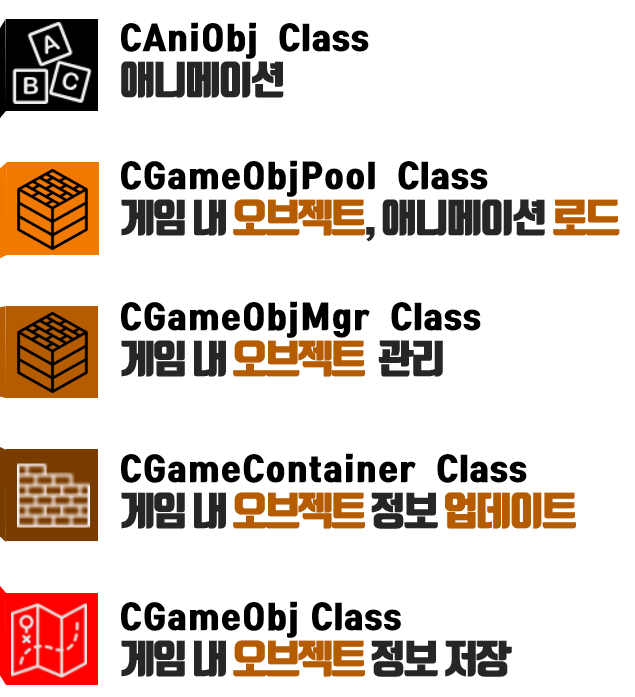 A
B
C
CAniObj Class
애니메이션
CGameObjPool Class
게임 내 오브젝트, 애니메이션 로드
CGameObjMgr Class
게임 내 오브젝트 관리
CGameContainer Class
게임 내 오브젝트 정보 업데이트
CGameObj Class
게임 내 오브젝트 정보 저장